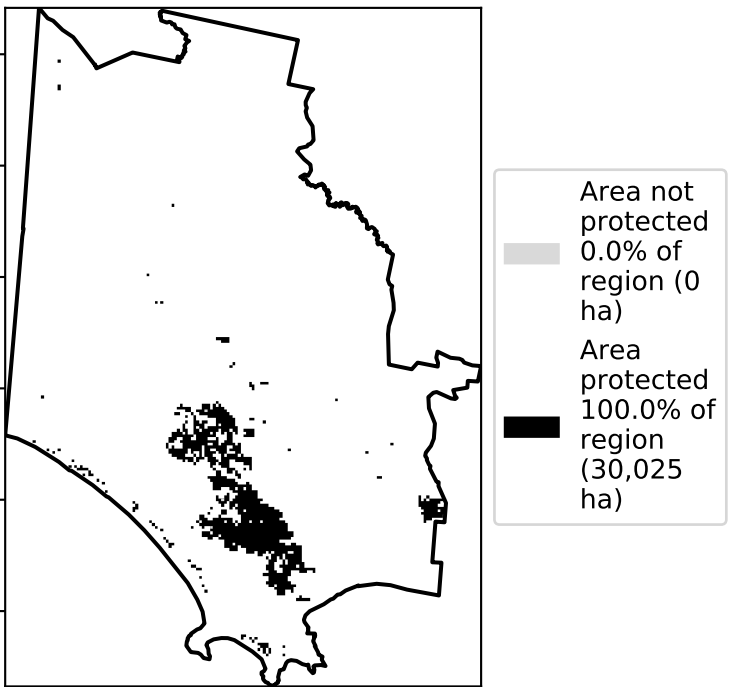 Area not
protected
0.0% of
region (0
ha)
Area
protected
100.0% of
region
(30,025
ha)